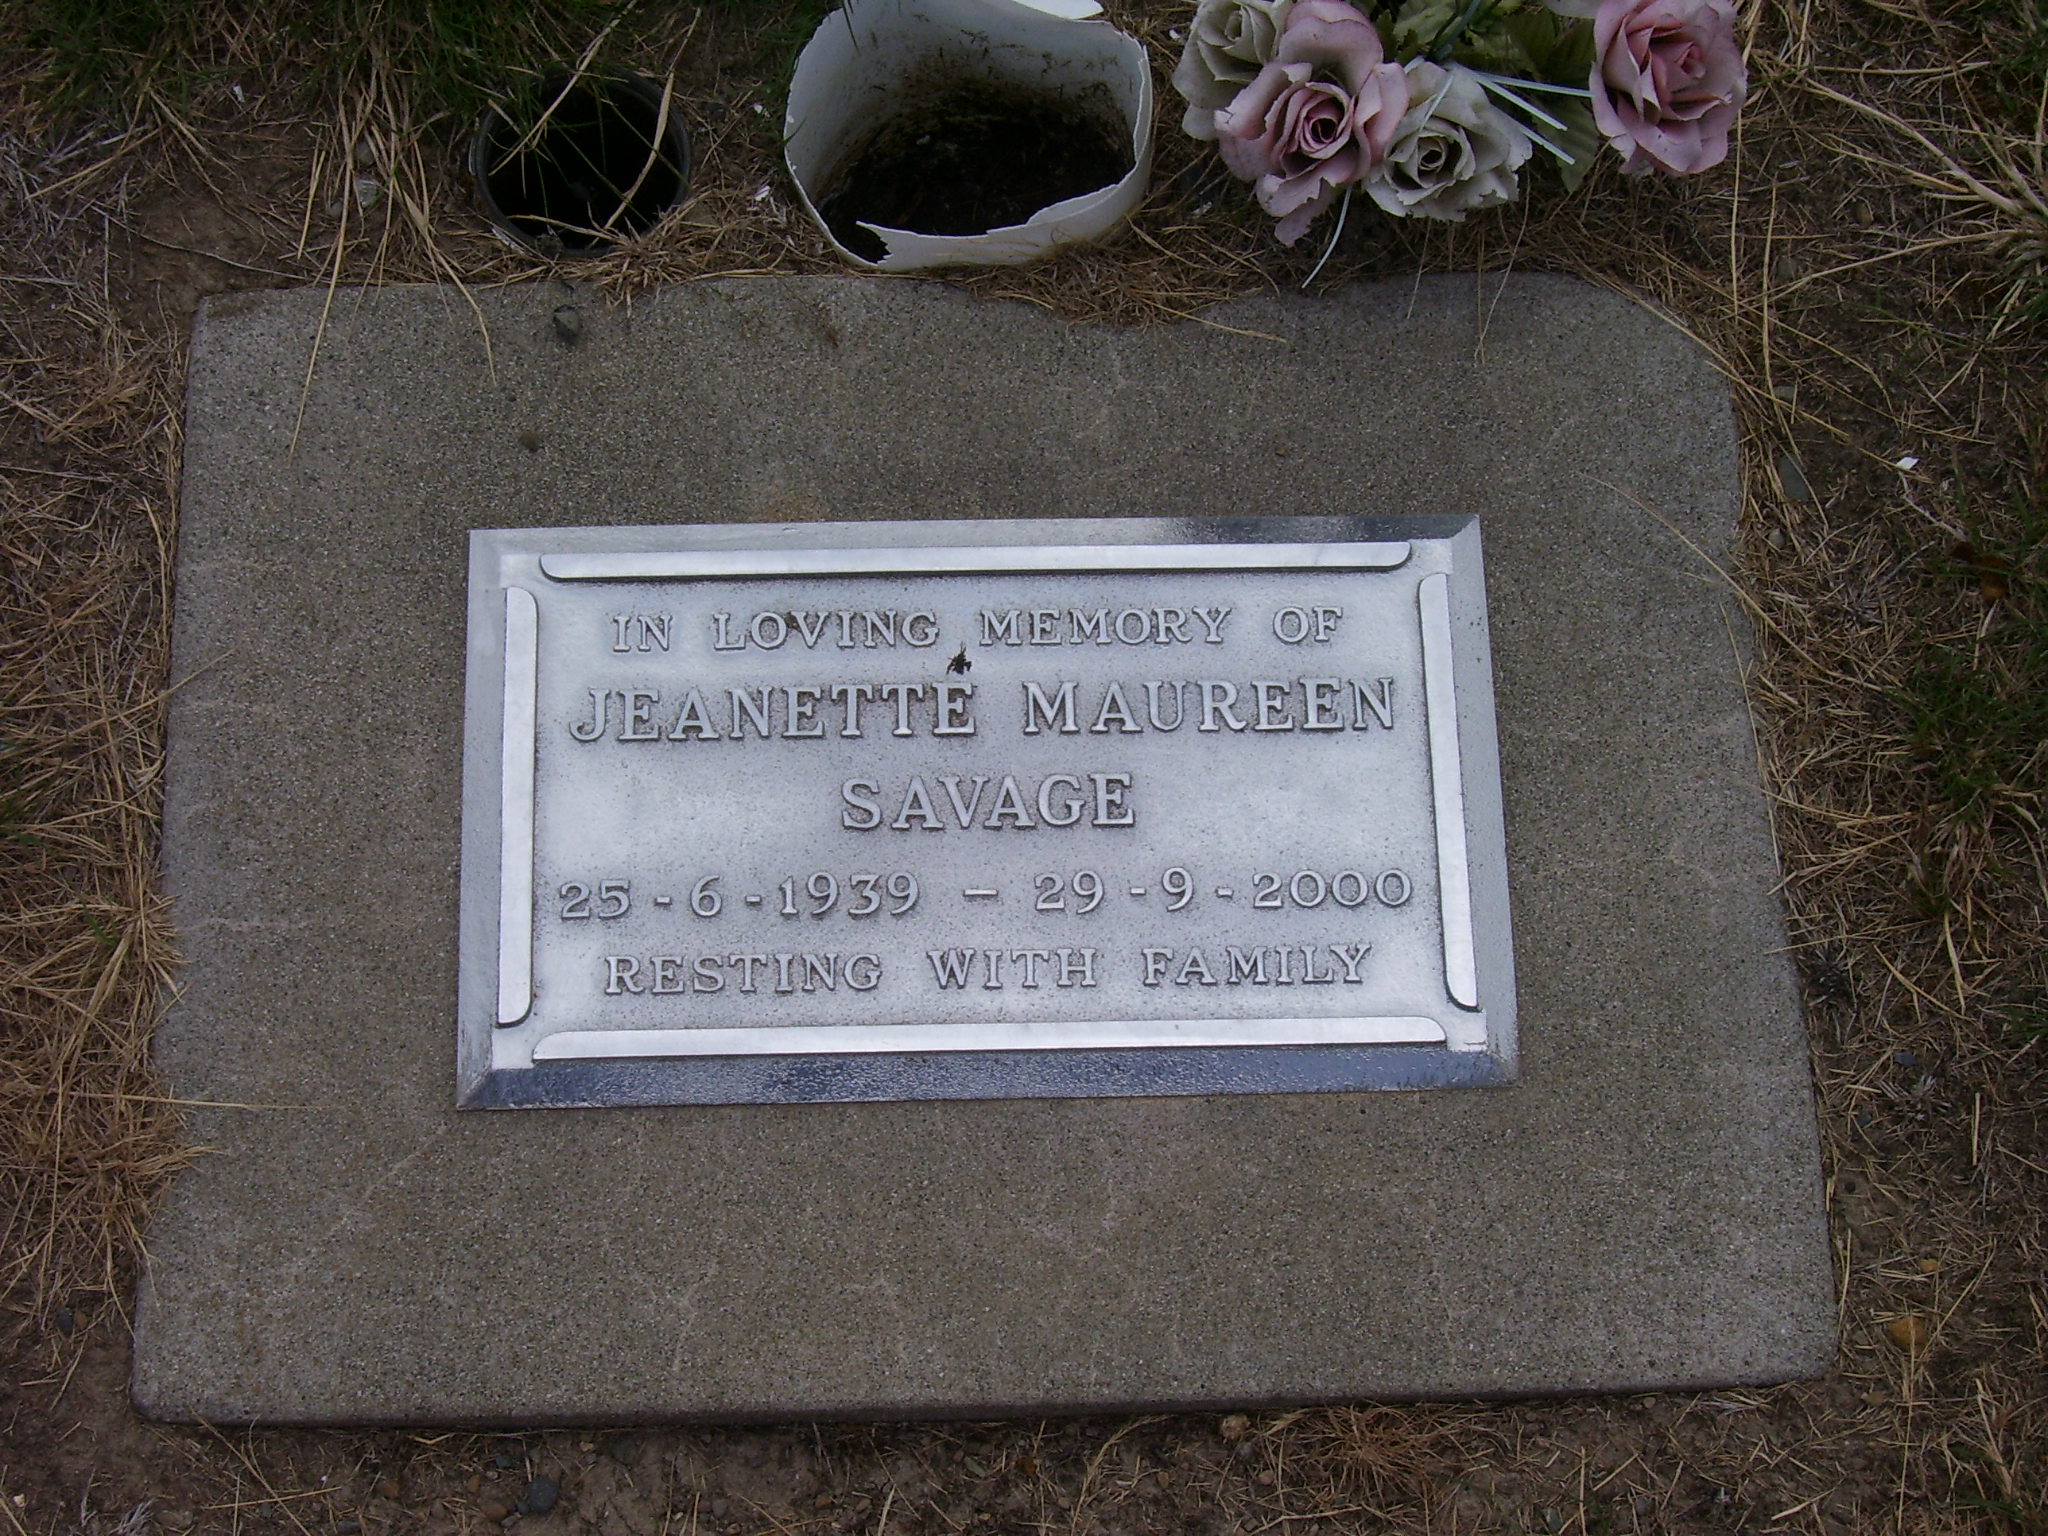 IN LOVING MEMORY OF
JEANETTE MAUREEN
SAVAGE
25-6-1939 — 29-9-2000
RESTING WITH FAMILY